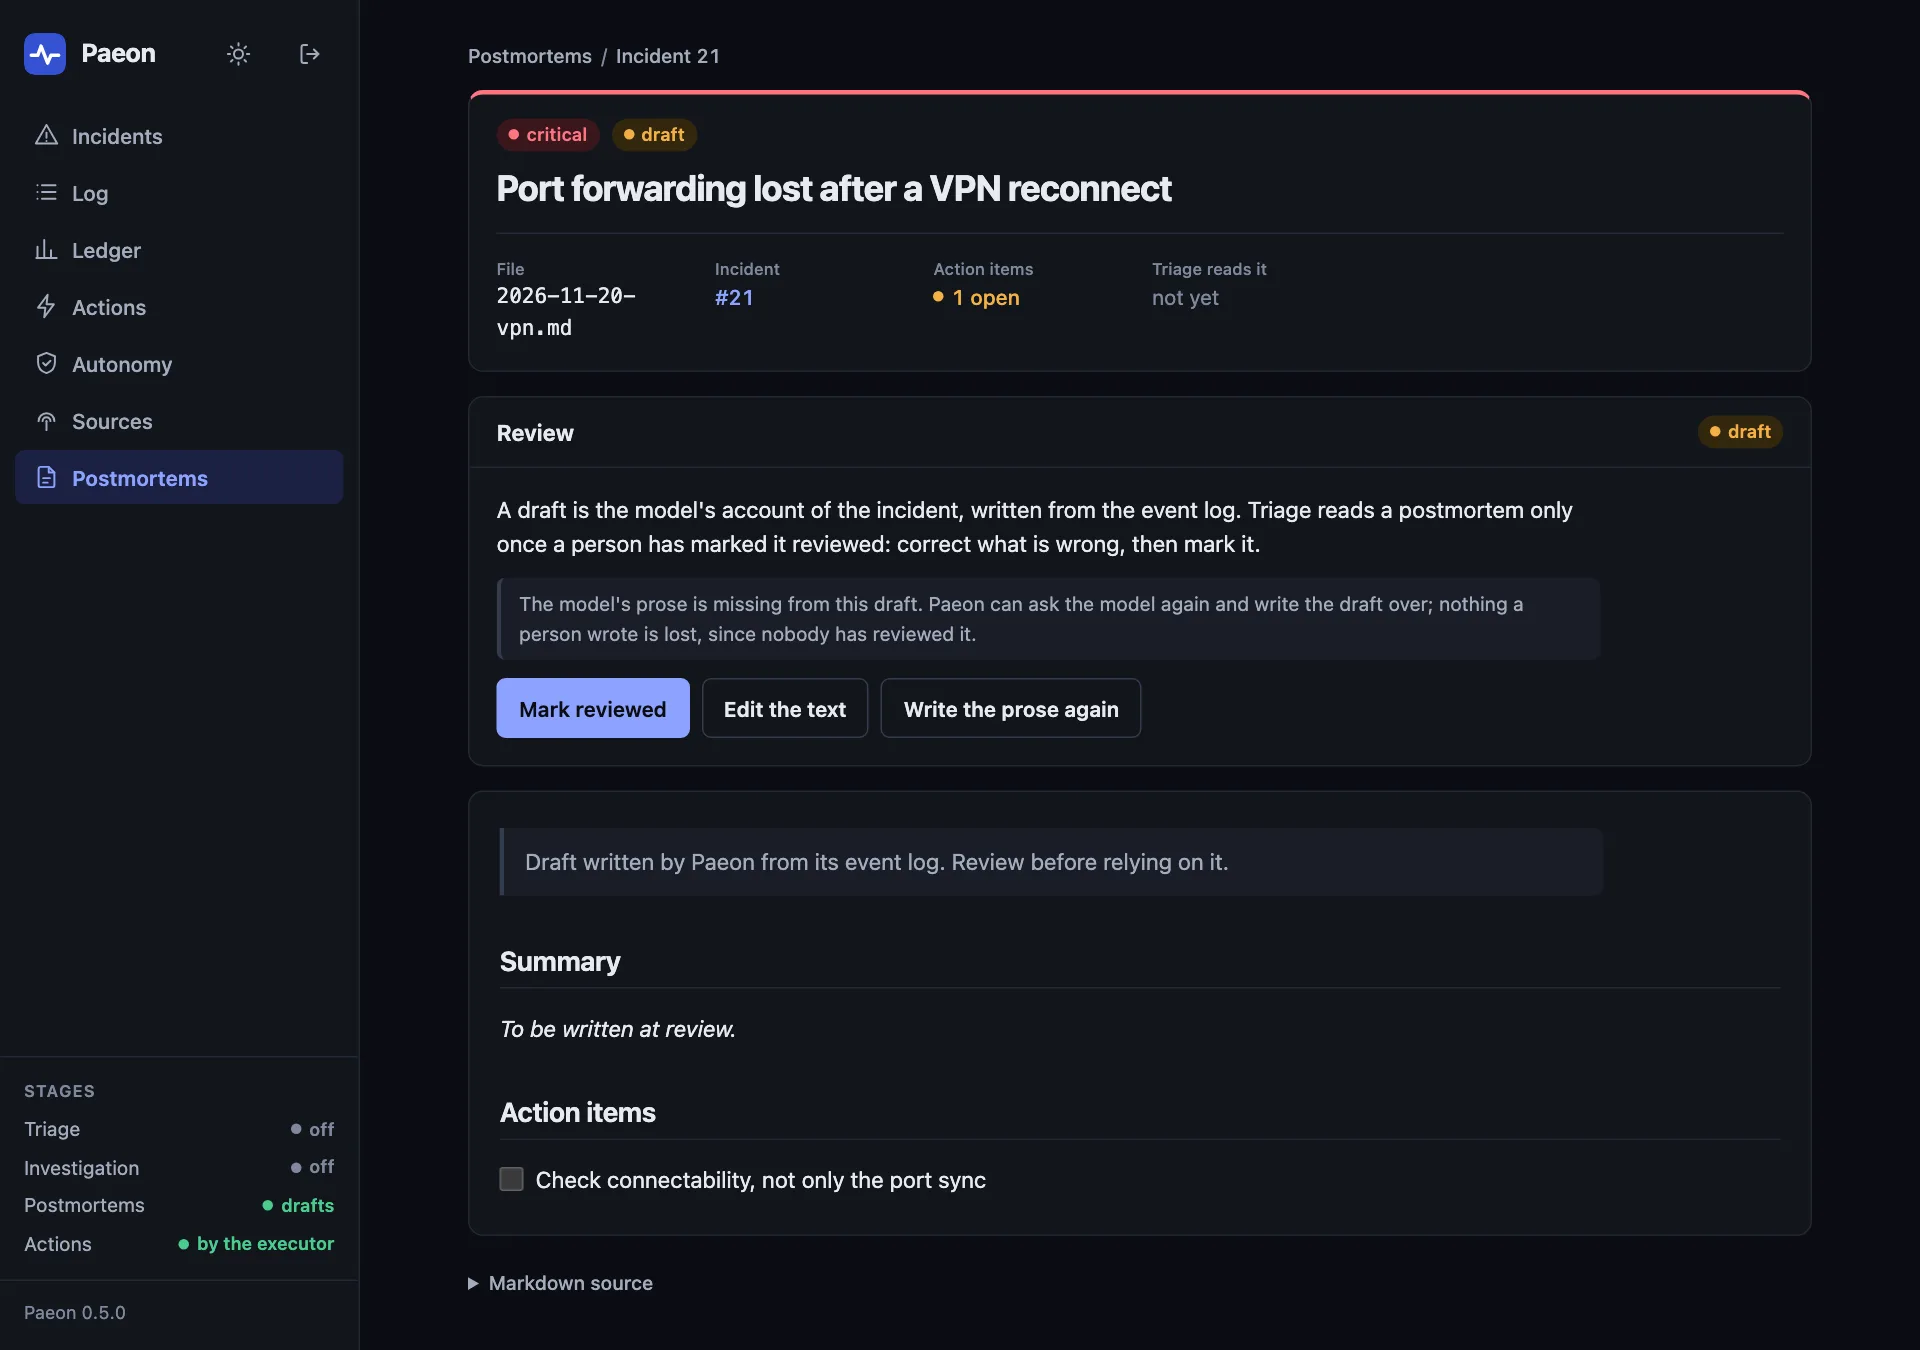 Paeon
Incidents
Log
Ledger
Actions
Autonomy
Sources
Postmortems
STAGES
Triage off
Investigation off
Postmortems drafts
Actions by the executor
Paeon 0.5.0
Postmortems / Incident 21
critical draft
Port forwarding lost after a VPN reconnect
File Incident Action items Triage reads it
2026-11-20- #21 1 open not yet
vpn.md
Review draft
A draft is the model's account of the incident, written from the event log. Triage reads a postmortem only
once a person has marked it reviewed: correct what is wrong, then mark it.
The model's prose is missing from this draft. Paeon can ask the model again and write the draft over; nothing a
person wrote is lost, since nobody has reviewed it.
Mark reviewed Edit the text Write the prose again
Draft written by Paeon from its event log. Review before relying on it.
Summary
To be written at review.
Action items
Check connectability, not only the port sync
Markdown source